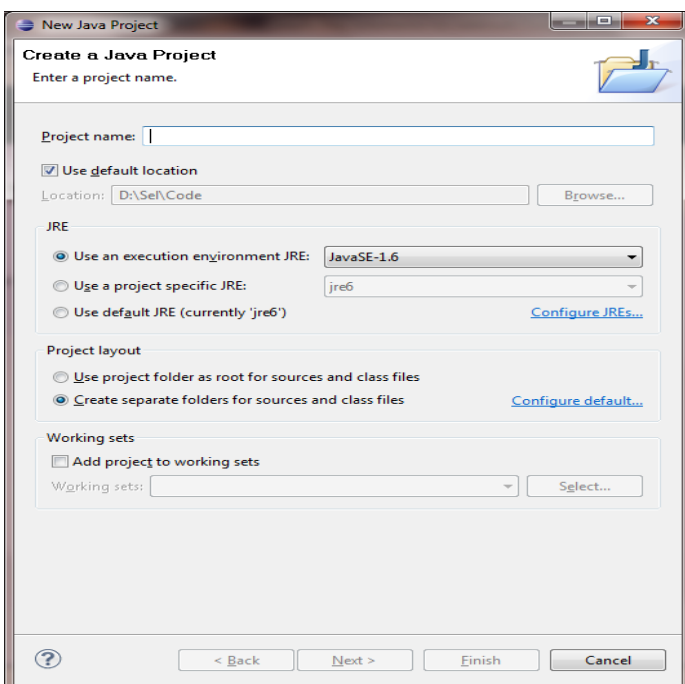 New Java Project
Create a Java Project
Enter a project name.
Project name:
Use default location
Location: D:\Sel\Code Browse...
JRE
Use an execution environment JRE: JavaSE-1.6
Use a project specific JRE: jre6
Use default JRE (currently 'jre6') Configure JREs...
Project layout
Use project folder as root for sources and class files
Create separate folders for sources and class files Configure default...
Working sets
Add project to working sets
Working sets: Select...
? < Back Next > Finish Cancel